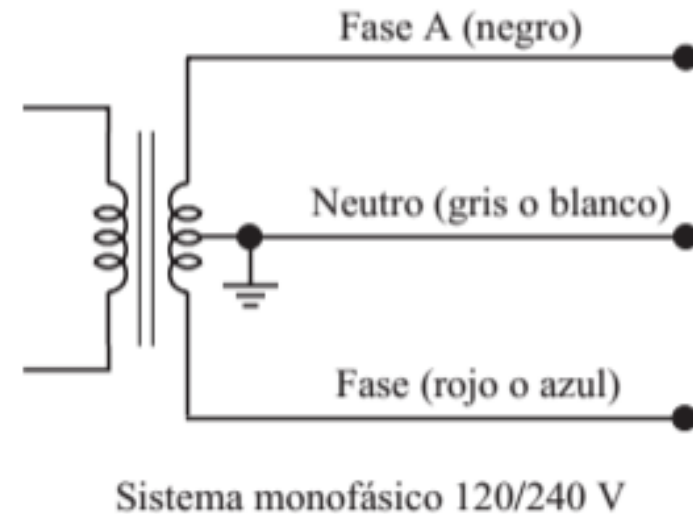 Fase A (negro)
Neutro (gris o blanco)
Fase (rojo o azul)
Sistema monofásico 120/240 V